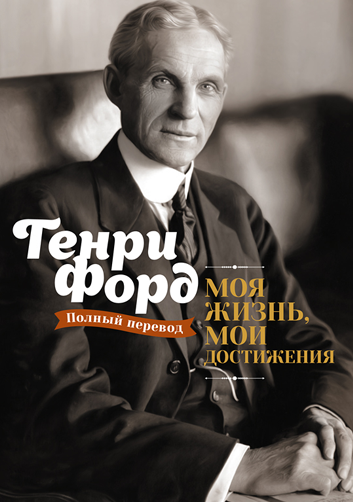 Генри
Форд
Полный перевод
МОЯ
ЖИЗНЬ,
МОИ
ДОСТИЖЕНИЯ